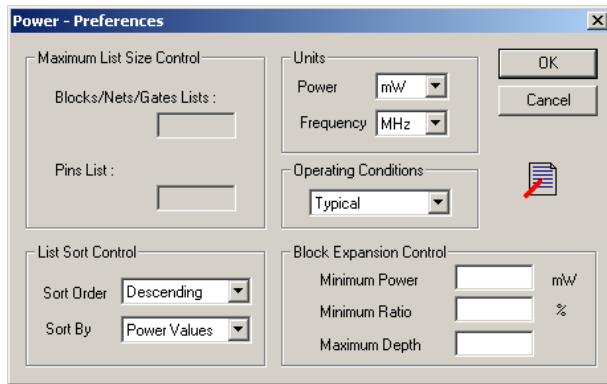 Power - Preferences
Maximum List Size Control
Blocks/Nets/Gates Lists :
Pins List :
Units
Power mW
Frequency MHz
OK
Cancel
Operating Conditions
Typical
List Sort Control
Sort Order Descending
Sort By Power Values
Block Expansion Control
Minimum Power mW
Minimum Ratio %
Maximum Depth